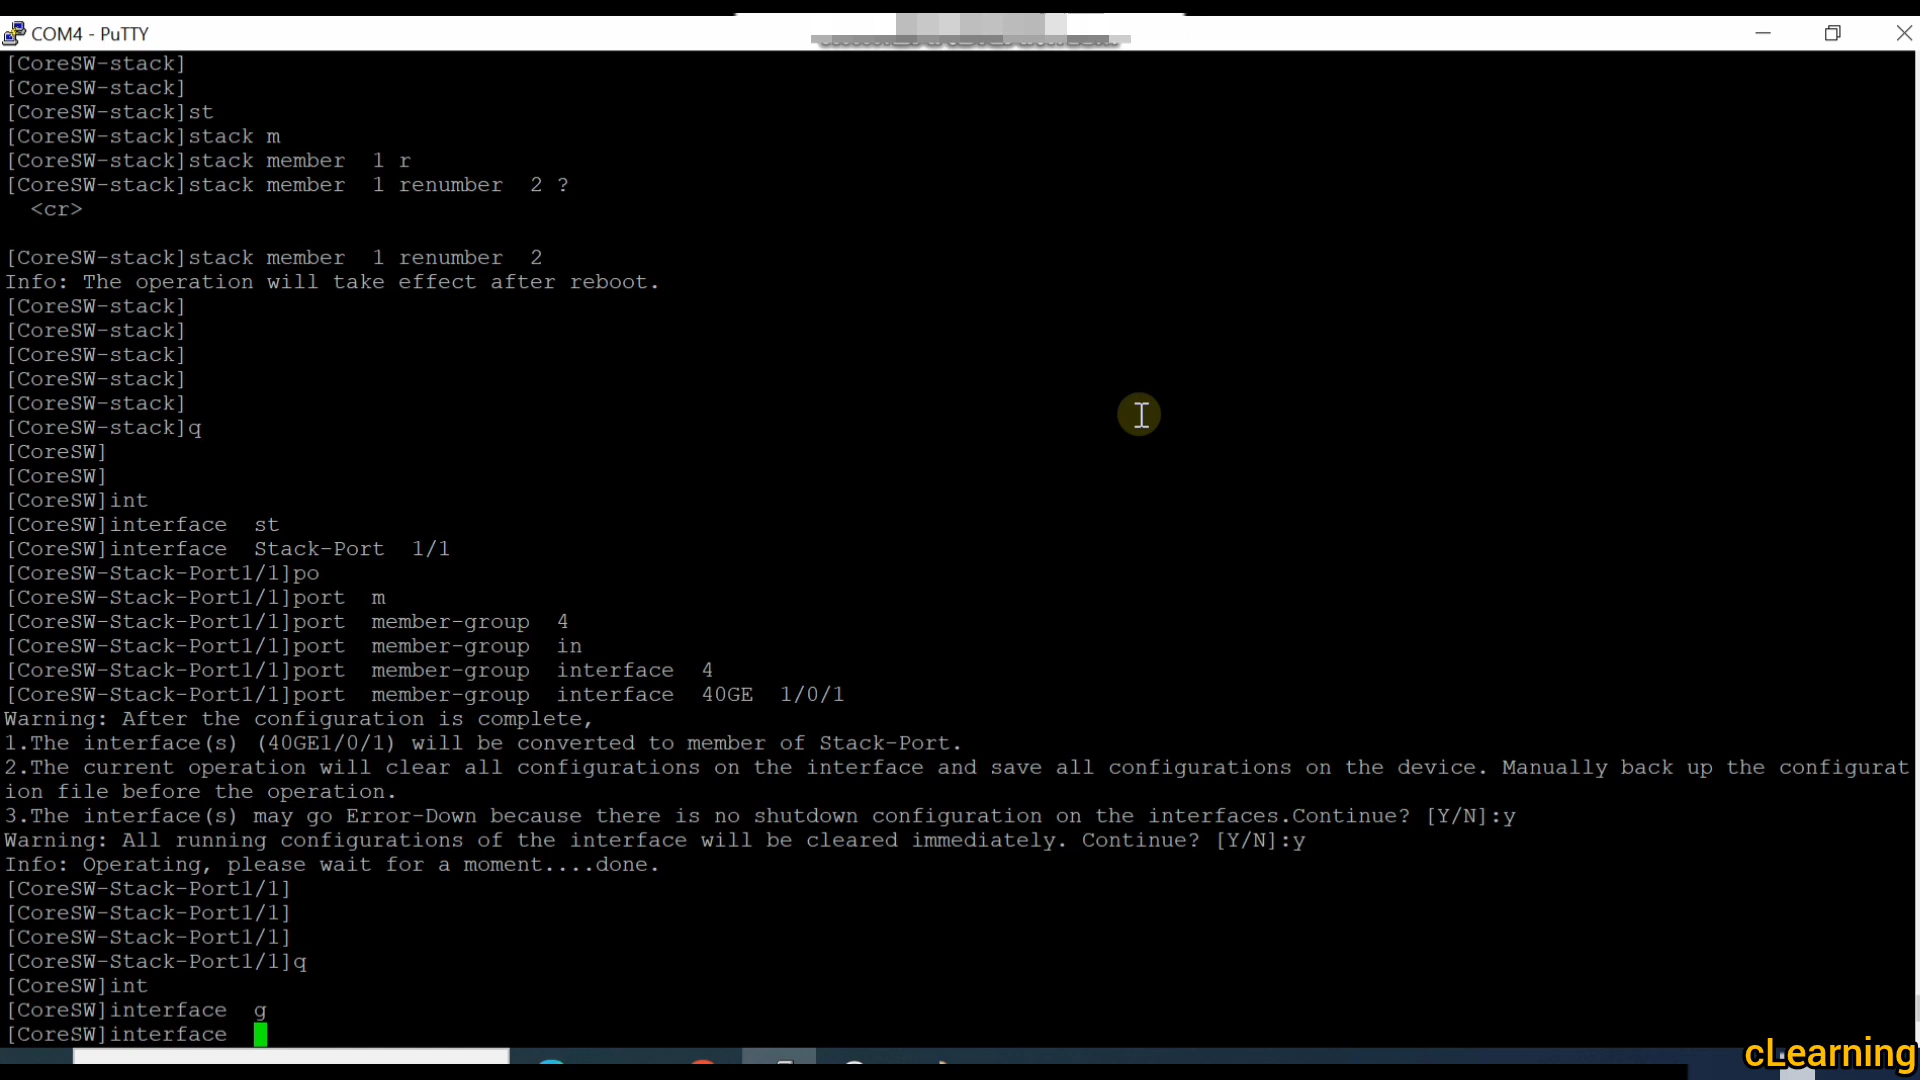 COM4 - PuTTY
[CoreSW-stack]
[CoreSW-stack]
[CoreSW-stack]st
[CoreSW-stack]stack m
[CoreSW-stack]stack member  1 r
[CoreSW-stack]stack member  1 renumber  2 ?
  <cr>
[CoreSW-stack]stack member  1 renumber  2
Info: The operation will take effect after reboot.
[CoreSW-stack]
[CoreSW-stack]
[CoreSW-stack]
[CoreSW-stack]
[CoreSW-stack]
[CoreSW-stack]q
[CoreSW]
[CoreSW]
[CoreSW]int
[CoreSW]interface  st
[CoreSW]interface  Stack-Port  1/1
[CoreSW-Stack-Port1/1]po
[CoreSW-Stack-Port1/1]port  m
[CoreSW-Stack-Port1/1]port  member-group  4
[CoreSW-Stack-Port1/1]port  member-group  in
[CoreSW-Stack-Port1/1]port  member-group  interface  4
[CoreSW-Stack-Port1/1]port  member-group  interface  40GE  1/0/1
Warning: After the configuration is complete,
1.The interface(s) (40GE1/0/1) will be converted to member of Stack-Port.
2.The current operation will clear all configurations on the interface and save all configurations on the device. Manually back up the configurat
ion file before the operation.
3.The interface(s) may go Error-Down because there is no shutdown configuration on the interfaces.Continue? [Y/N]:y
Warning: All running configurations of the interface will be cleared immediately. Continue? [Y/N]:y
Info: Operating, please wait for a moment....done.
[CoreSW-Stack-Port1/1]
[CoreSW-Stack-Port1/1]
[CoreSW-Stack-Port1/1]
[CoreSW-Stack-Port1/1]q
[CoreSW]int
[CoreSW]interface  g
[CoreSW]interface
cLearning